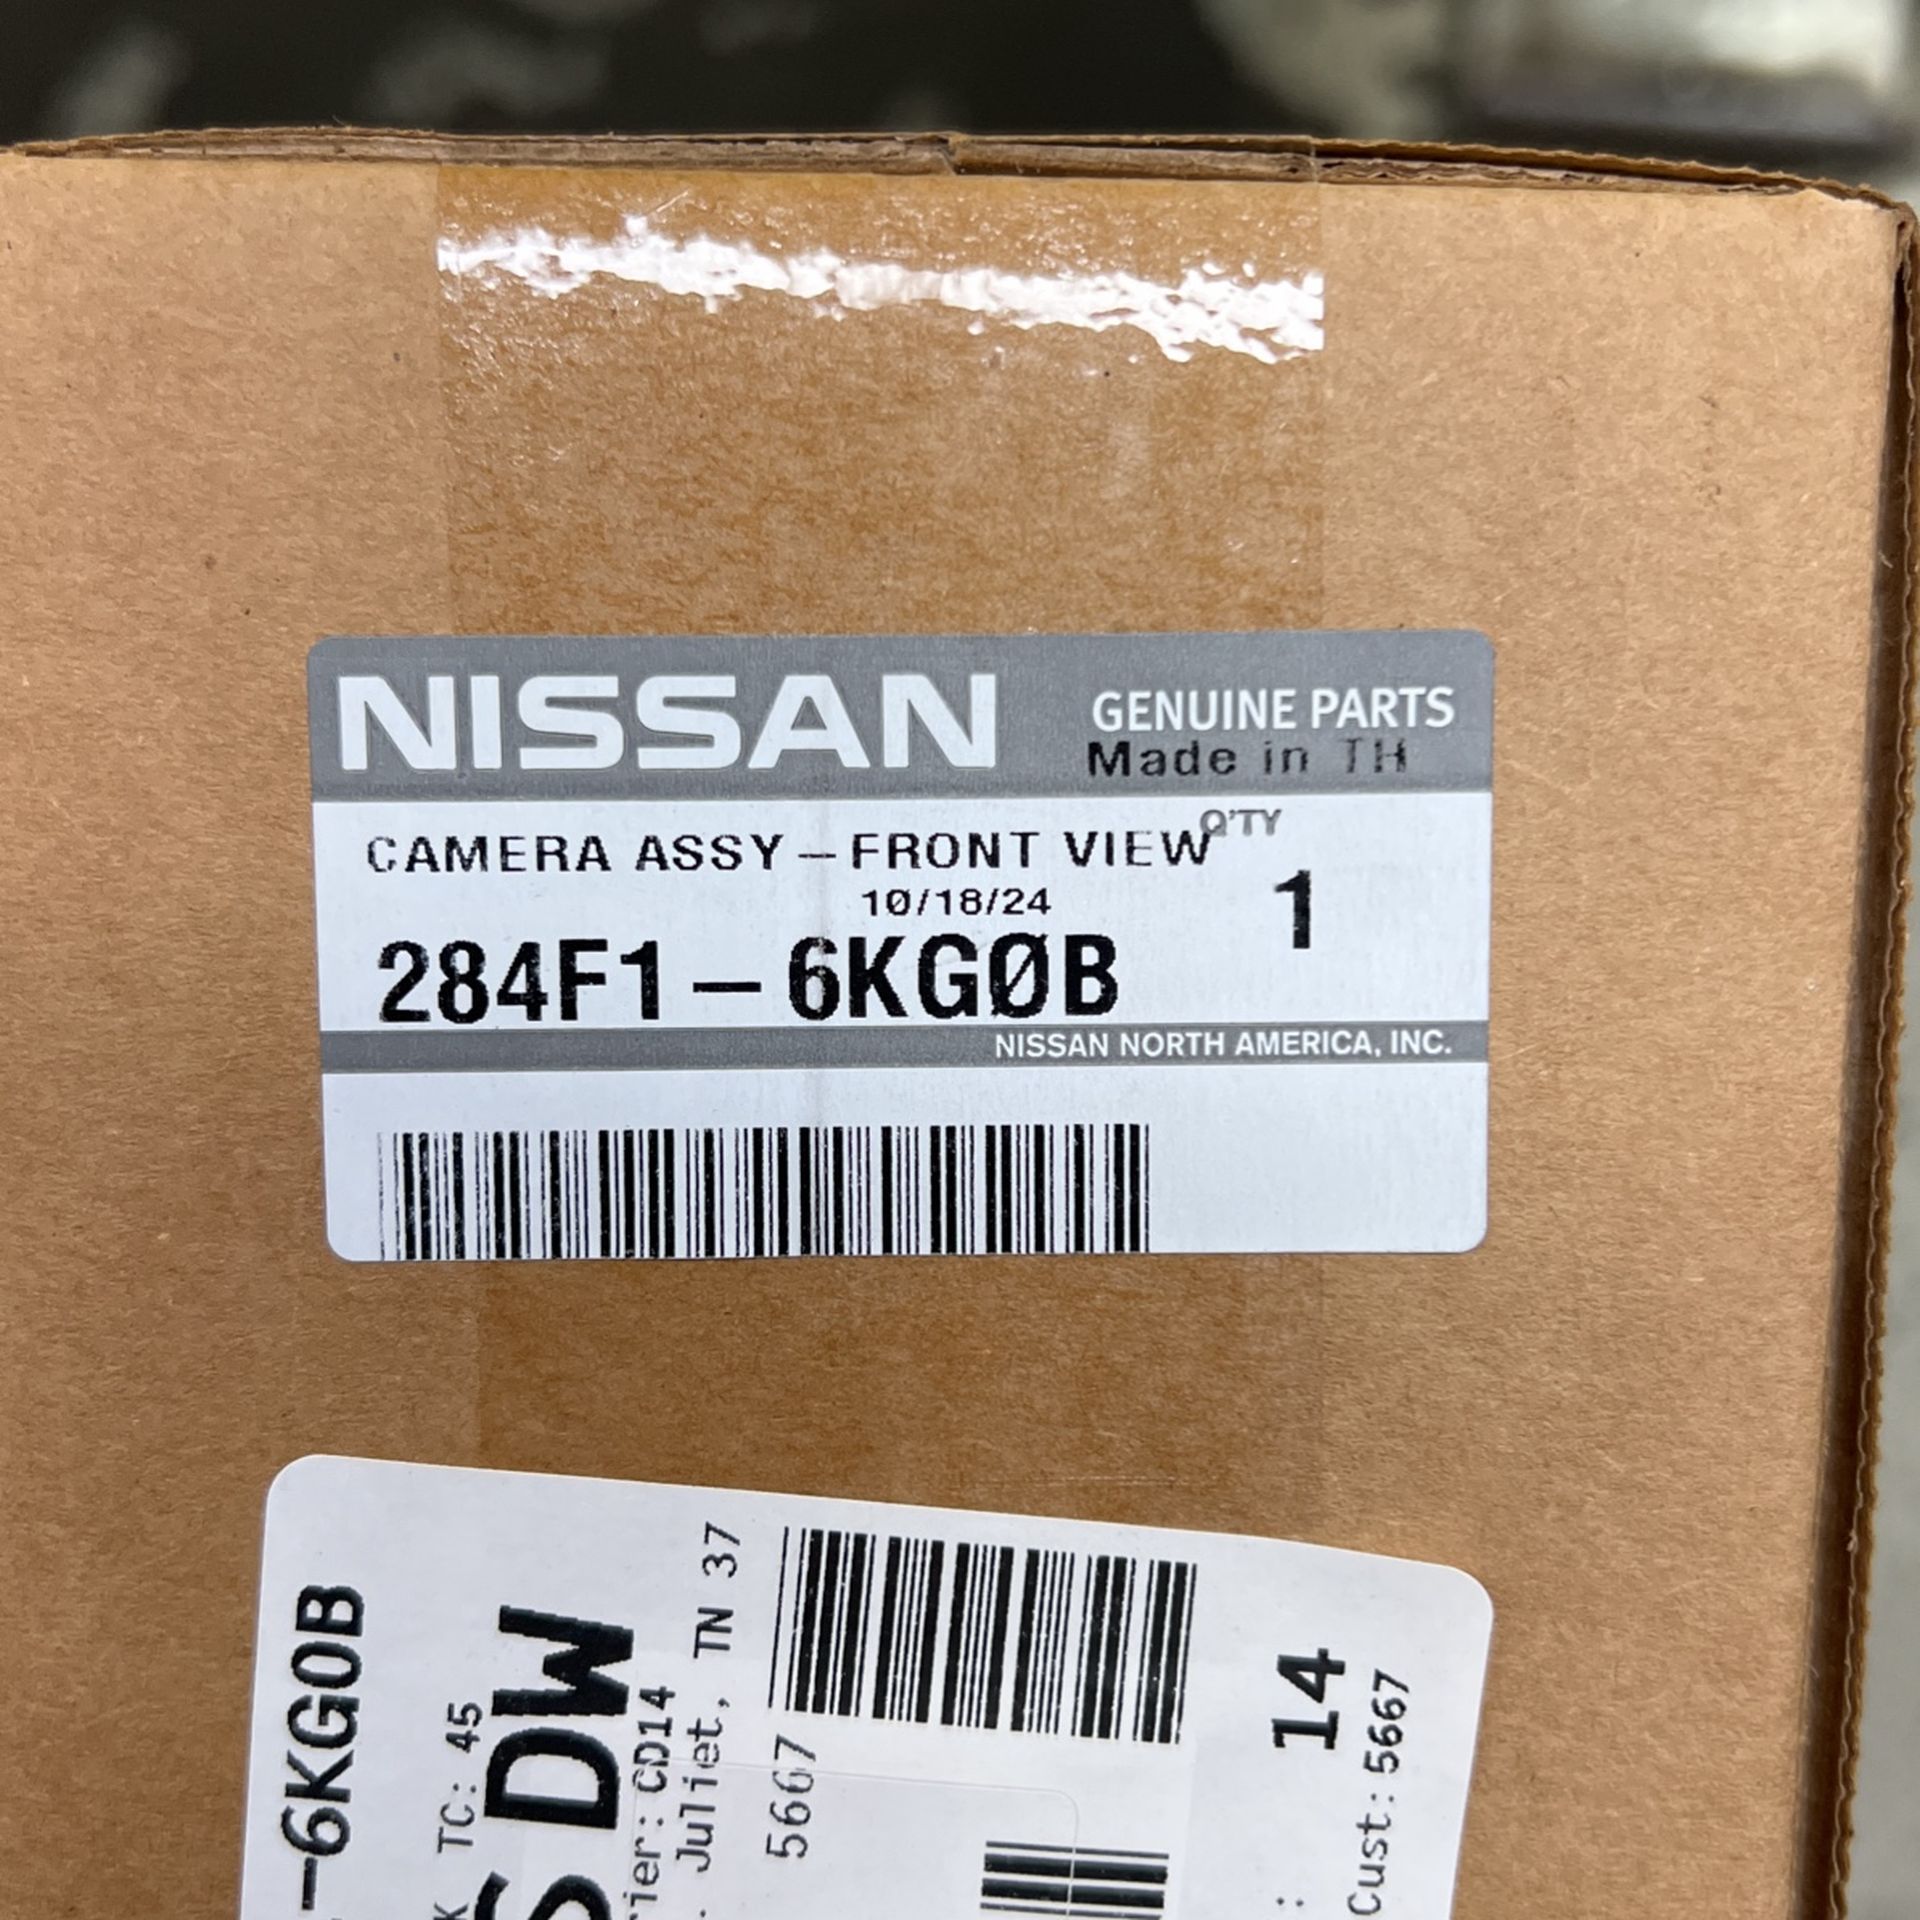 NISSAN GENUINE PARTS
Made in TH
CAMERA ASSY-FRONT VIEW Q'TY
10/18/24 1
284F1-6KG0B
NISSAN NORTH AMERICA, INC.
-6KG0B
TC: 45
S DW
ier: CD14
. Juliet, TN 37
5667
14
Cust: 5667